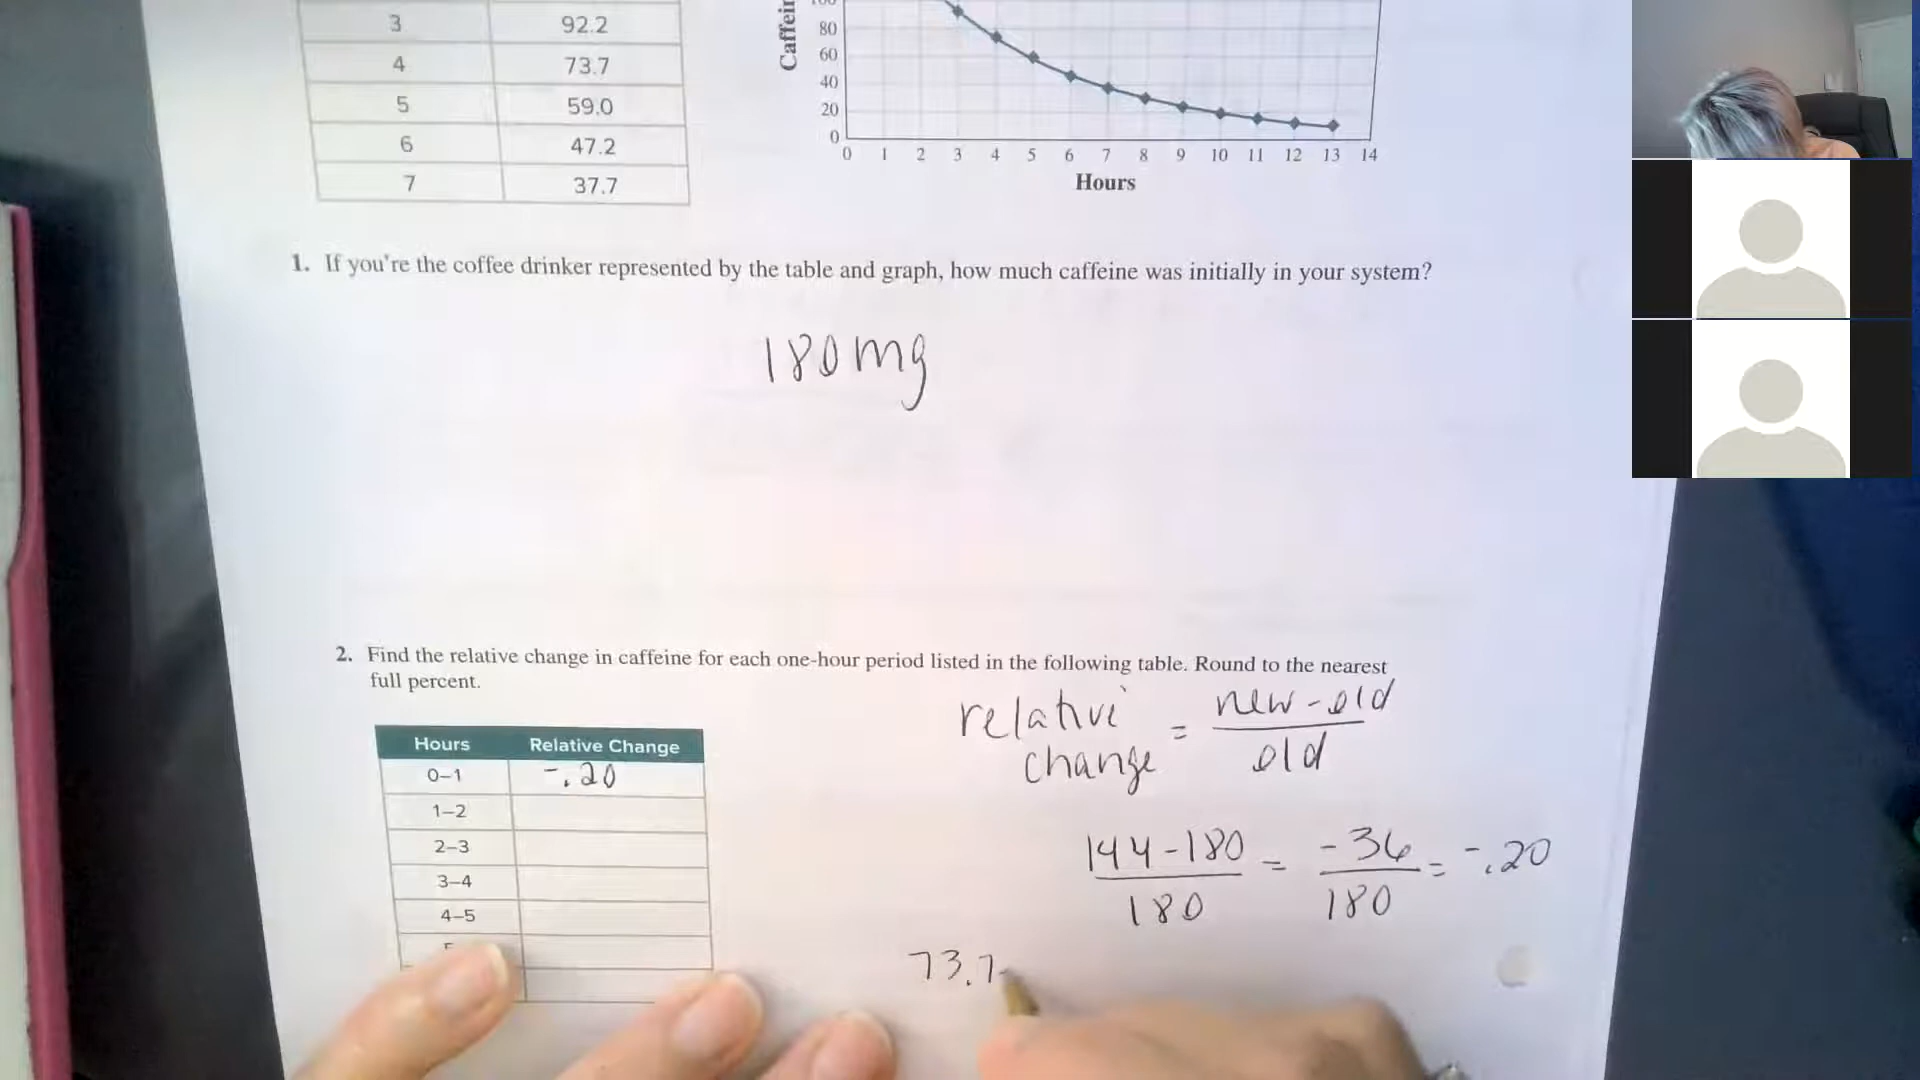 3 92.2
4 73.7
5 59.0
6 47.2
7 37.7
80
60
40
20
0
0 1 2 3 4 5 6 7 8 9 10 11 12 13 14
Hours
1. If you're the coffee drinker represented by the table and graph, how much caffeine was initially in your system?
180mg
2. Find the relative change in caffeine for each one-hour period listed in the following table. Round to the nearest
full percent.
relative change = new-old / old
Hours Relative Change
0–1 -.20
1–2
2–3
3–4
4–5
144-180 / 180 = -36 / 180 = -.20
73.7